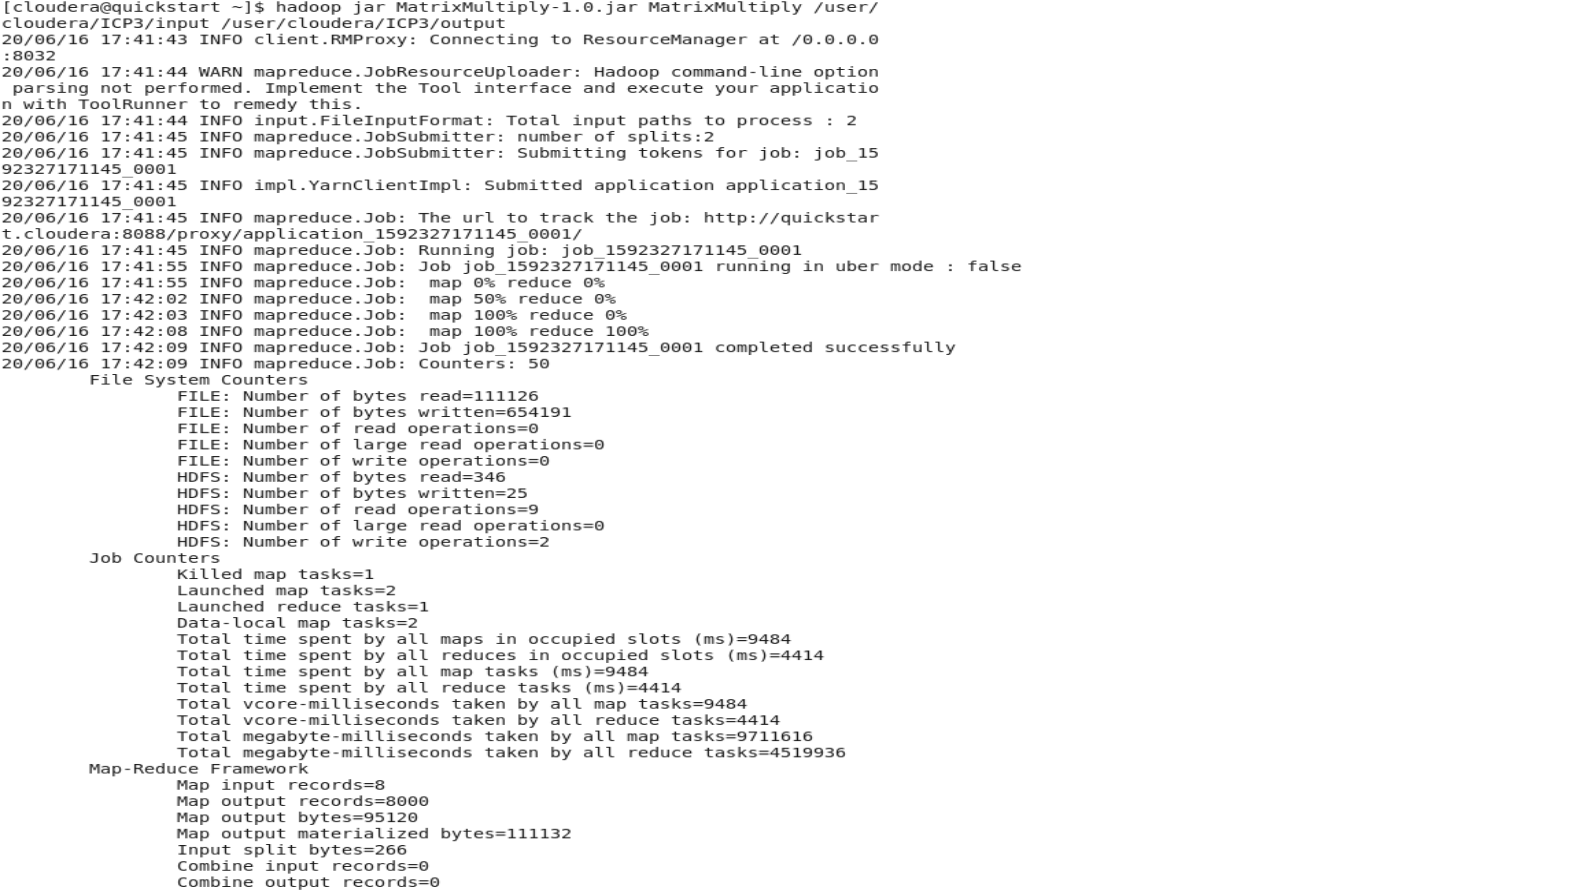 [cloudera@quickstart ~]$ hadoop jar MatrixMultiply-1.0.jar MatrixMultiply /user/
cloudera/ICP3/input /user/cloudera/ICP3/output
20/06/16 17:41:43 INFO client.RMProxy: Connecting to ResourceManager at /0.0.0.0
:8032
20/06/16 17:41:44 WARN mapreduce.JobResourceUploader: Hadoop command-line option
 parsing not performed. Implement the Tool interface and execute your applicatio
n with ToolRunner to remedy this.
20/06/16 17:41:44 INFO input.FileInputFormat: Total input paths to process : 2
20/06/16 17:41:45 INFO mapreduce.JobSubmitter: number of splits:2
20/06/16 17:41:45 INFO mapreduce.JobSubmitter: Submitting tokens for job: job_15
92327171145_0001
20/06/16 17:41:45 INFO impl.YarnClientImpl: Submitted application application_15
92327171145_0001
20/06/16 17:41:45 INFO mapreduce.Job: The url to track the job: http://quickstar
t.cloudera:8088/proxy/application_1592327171145_0001/
20/06/16 17:41:45 INFO mapreduce.Job: Running job: job_1592327171145_0001
20/06/16 17:41:55 INFO mapreduce.Job: Job job_1592327171145_0001 running in uber mode : false
20/06/16 17:41:55 INFO mapreduce.Job:  map 0% reduce 0%
20/06/16 17:42:02 INFO mapreduce.Job:  map 50% reduce 0%
20/06/16 17:42:03 INFO mapreduce.Job:  map 100% reduce 0%
20/06/16 17:42:08 INFO mapreduce.Job:  map 100% reduce 100%
20/06/16 17:42:09 INFO mapreduce.Job: Job job_1592327171145_0001 completed successfully
20/06/16 17:42:09 INFO mapreduce.Job: Counters: 50
File System Counters
FILE: Number of bytes read=111126
FILE: Number of bytes written=654191
FILE: Number of read operations=0
FILE: Number of large read operations=0
FILE: Number of write operations=0
HDFS: Number of bytes read=346
HDFS: Number of bytes written=25
HDFS: Number of read operations=9
HDFS: Number of large read operations=0
HDFS: Number of write operations=2
Job Counters
Killed map tasks=1
Launched map tasks=2
Launched reduce tasks=1
Data-local map tasks=2
Total time spent by all maps in occupied slots (ms)=9484
Total time spent by all reduces in occupied slots (ms)=4414
Total time spent by all map tasks (ms)=9484
Total time spent by all reduce tasks (ms)=4414
Total vcore-milliseconds taken by all map tasks=9484
Total vcore-milliseconds taken by all reduce tasks=4414
Total megabyte-milliseconds taken by all map tasks=9711616
Total megabyte-milliseconds taken by all reduce tasks=4519936
Map-Reduce Framework
Map input records=8
Map output records=8000
Map output bytes=95120
Map output materialized bytes=111132
Input split bytes=266
Combine input records=0
Combine output records=0